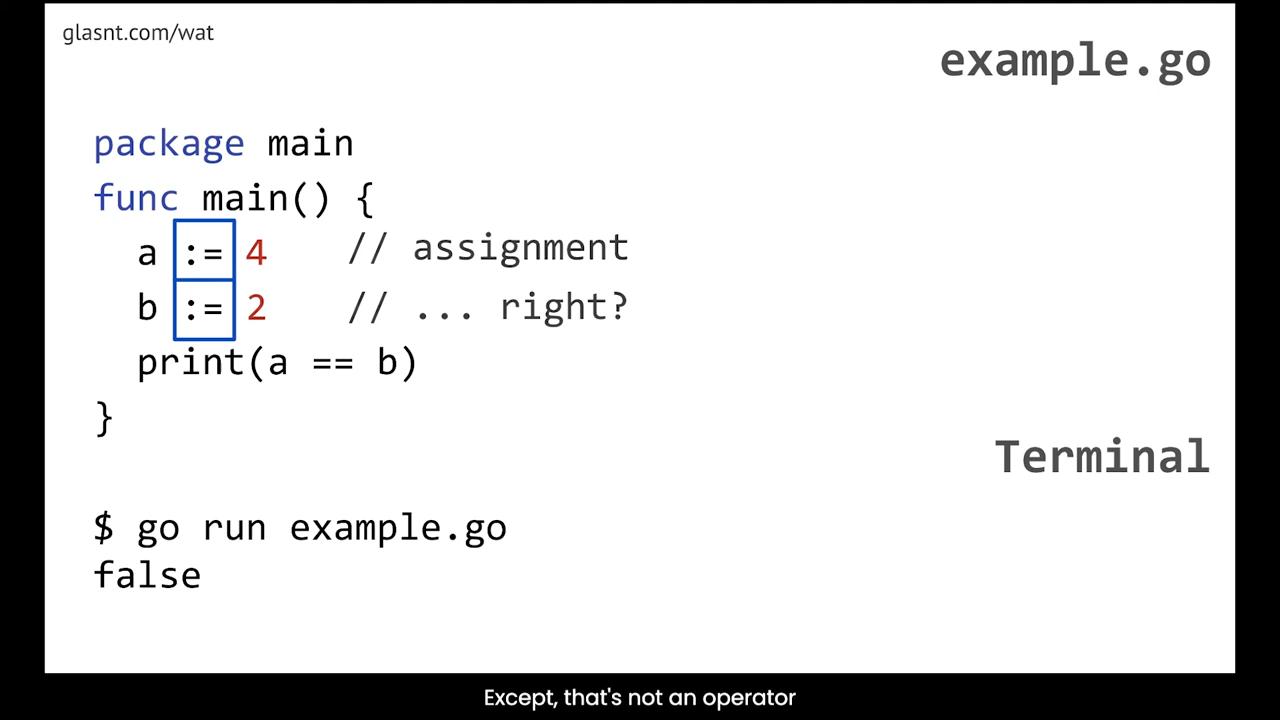 glasnt.com/wat
example.go
package main
func main() {
a := 4 // assignment
b := 2 // ... right?
print(a == b)
}
Terminal
$ go run example.go
false
Except, that's not an operator